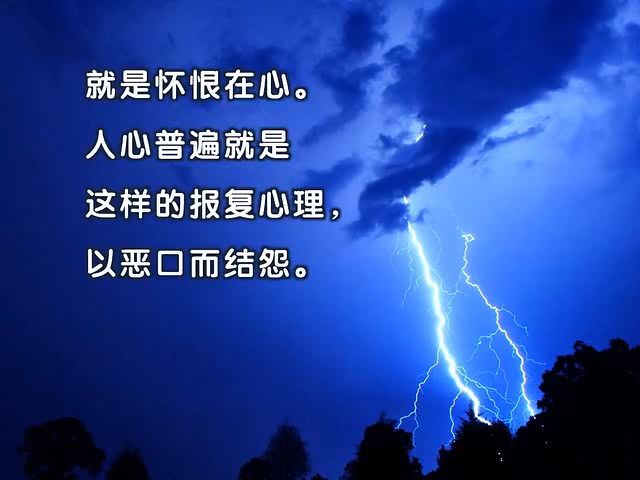 就是怀恨在心。
人心普遍就是
这样的报复心理，
以恶口而结怨。